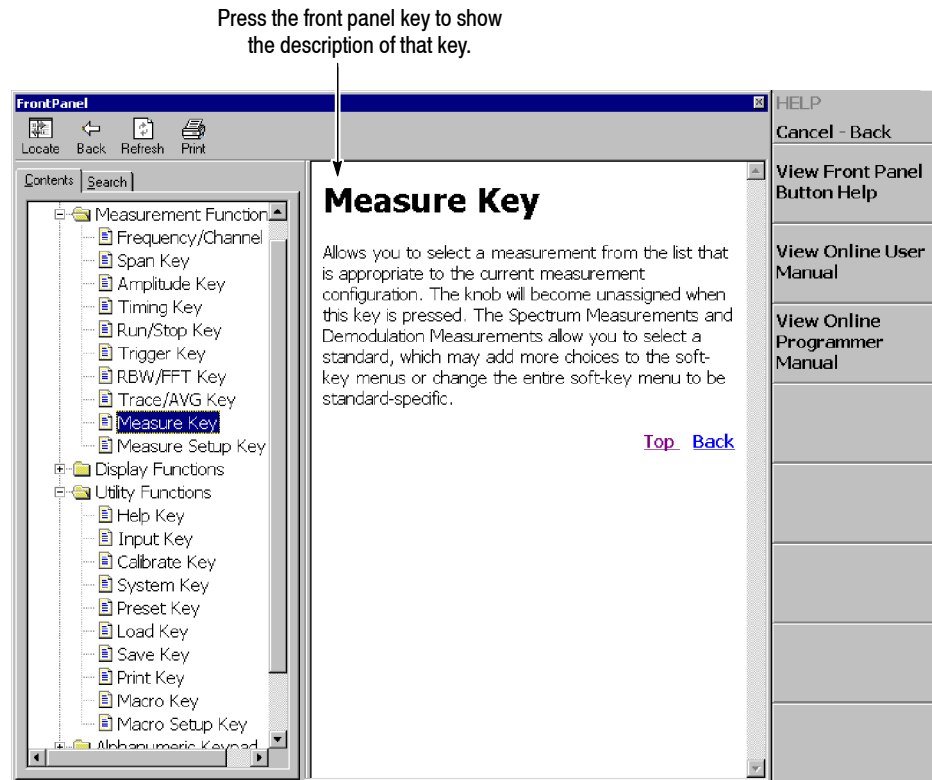 Press the front panel key to show
the description of that key.
FrontPanel
Locate Back Refresh Print
Contents Search
Measurement Function
Frequency/Channel
Span Key
Amplitude Key
Timing Key
Run/Stop Key
Trigger Key
RBW/FFT Key
Trace/AVG Key
Measure Key
Measure Setup Key
Display Functions
Utility Functions
Help Key
Input Key
Calibrate Key
System Key
Preset Key
Load Key
Save Key
Print Key
Macro Key
Macro Setup Key
Alphanumeric Keypad
Measure Key
Allows you to select a measurement from the list that
is appropriate to the current measurement
configuration. The knob will become unassigned when
this key is pressed. The Spectrum Measurements and
Demodulation Measurements allow you to select a
standard, which may add more choices to the soft-
key menus or change the entire soft-key menu to be
standard-specific.
Top Back
HELP
Cancel - Back
View Front Panel
Button Help
View Online User
Manual
View Online
Programmer
Manual